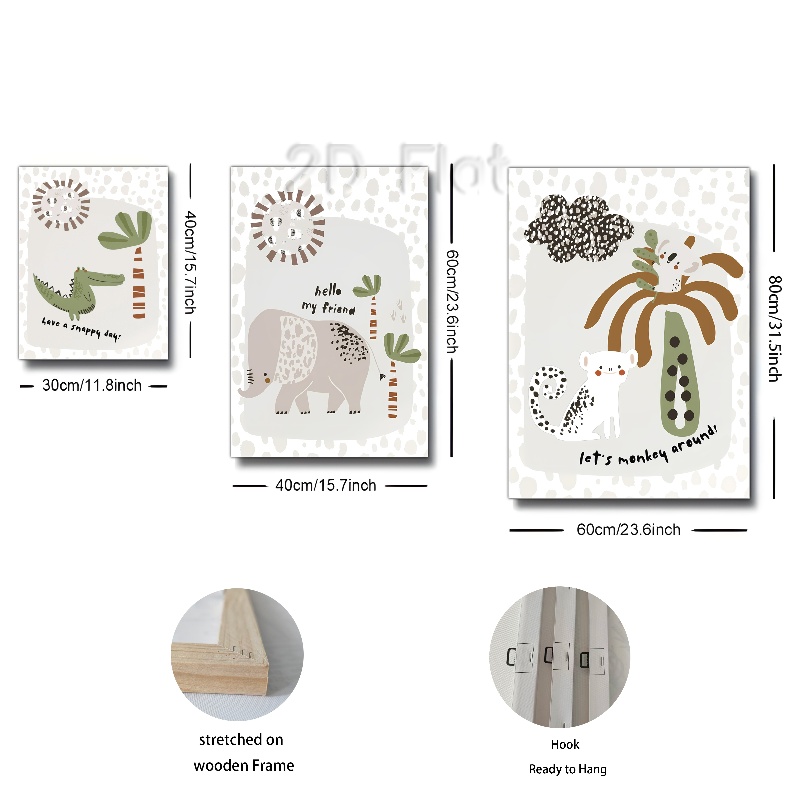 2D Flat
40cm/15.7inch
30cm/11.8inch
have a snappy day!
hello
my friend
60cm/23.6inch
40cm/15.7inch
let's monkey around!
80cm/31.5inch
60cm/23.6inch
stretched on
wooden Frame
Hook
Ready to Hang